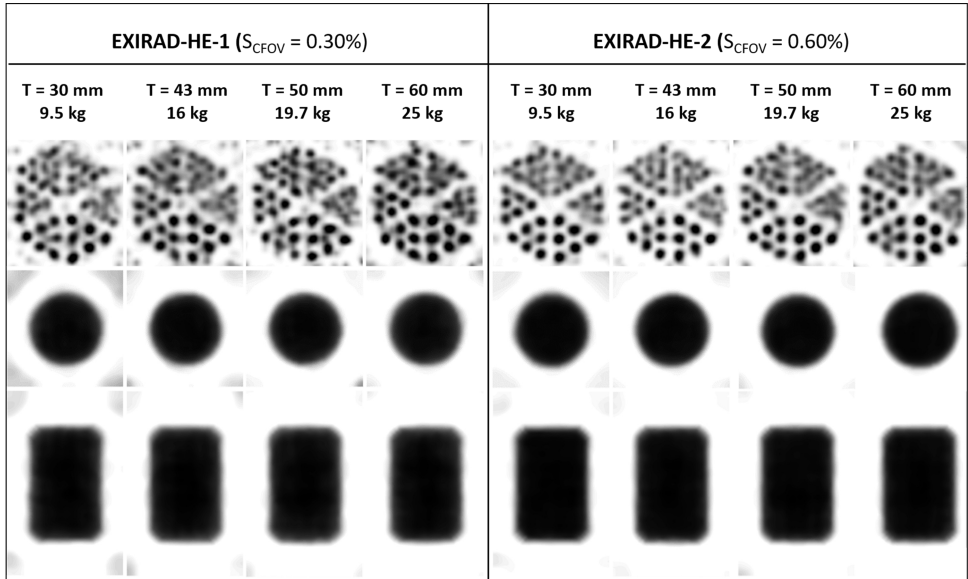 EXIRAD-HE-1 (SCFOV = 0.30%)
EXIRAD-HE-2 (SCFOV = 0.60%)
T = 30 mm T = 43 mm T = 50 mm T = 60 mm T = 30 mm T = 43 mm T = 50 mm T = 60 mm
9.5 kg 16 kg 19.7 kg 25 kg 9.5 kg 16 kg 19.7 kg 25 kg